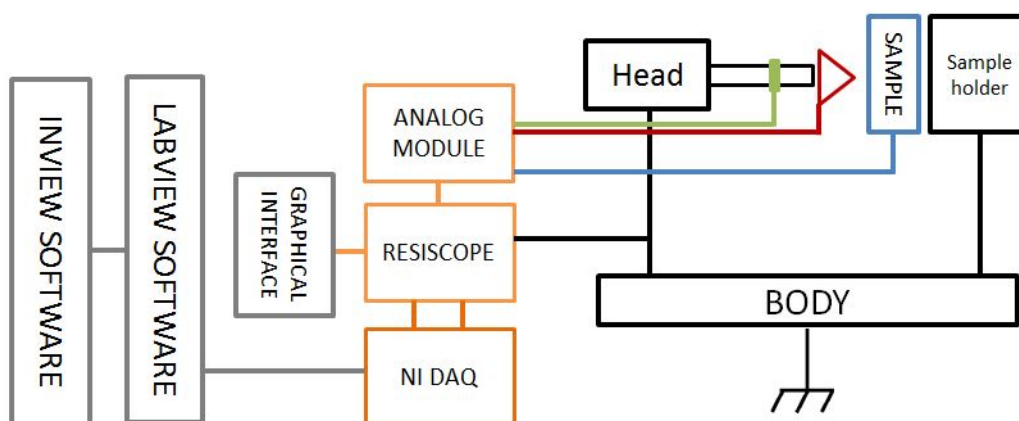 INVIEW SOFTWARE
LABVIEW SOFTWARE
GRAPHICAL
INTERFACE
ANALOG
MODULE
RESISCOPE
NI DAQ
Head
SAMPLE
Sample
holder
BODY